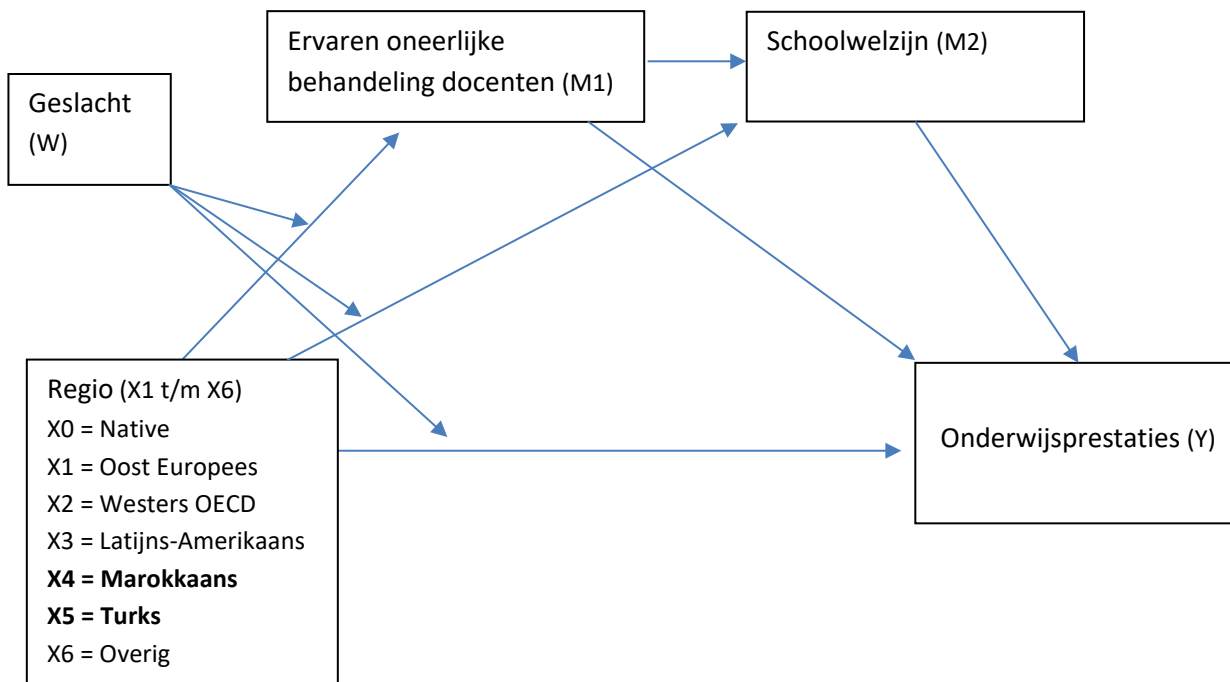 Ervaren oneerlijke
behandeling docenten (M1)
Schoolwelzijn (M2)
Geslacht
(W)
Regio (X1 t/m X6)
X0 = Native
X1 = Oost Europees
X2 = Westers OECD
X3 = Latijns-Amerikaans
X4 = Marokkaans
X5 = Turks
X6 = Overig
Onderwijsprestaties (Y)